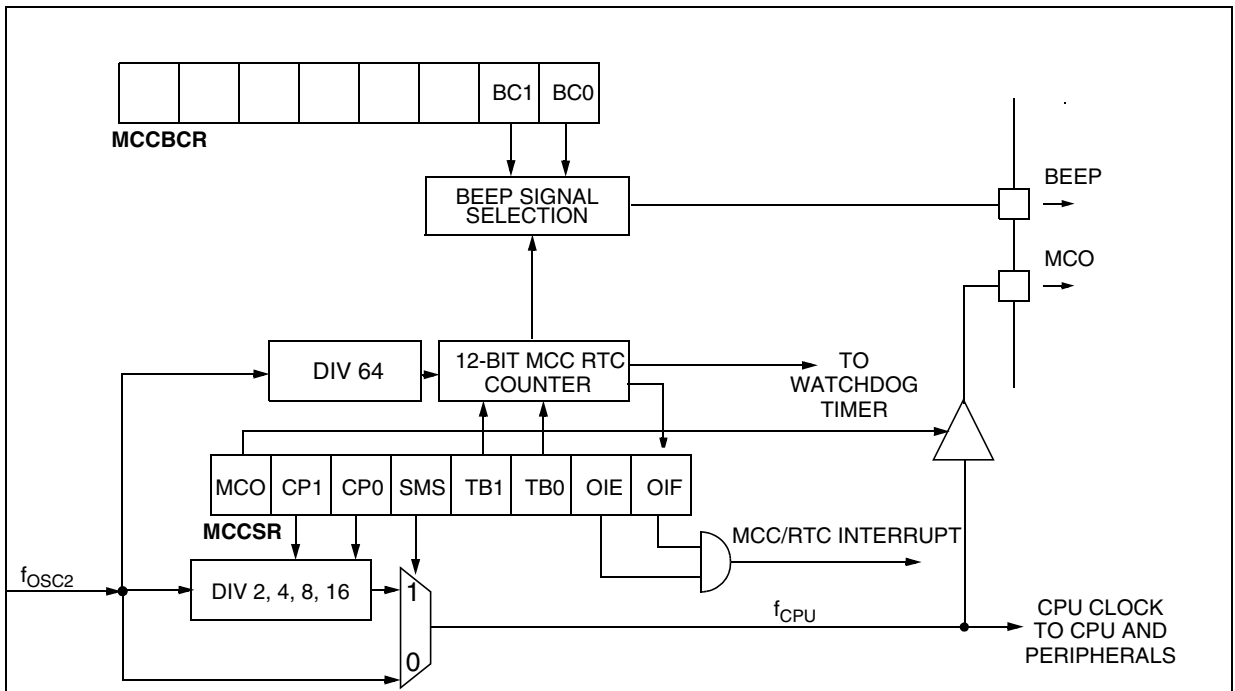 BC1 BC0
MCCBCR
BEEP SIGNAL
SELECTION
BEEP
MCO
DIV 64
12-BIT MCC RTC
COUNTER
TO
WATCHDOG
TIMER
MCO CP1 CP0 SMS TB1 TB0 OIE OIF
MCCSR
MCC/RTC INTERRUPT
fOSC2
DIV 2, 4, 8, 16
1
0
fCPU
CPU CLOCK
TO CPU AND
PERIPHERALS